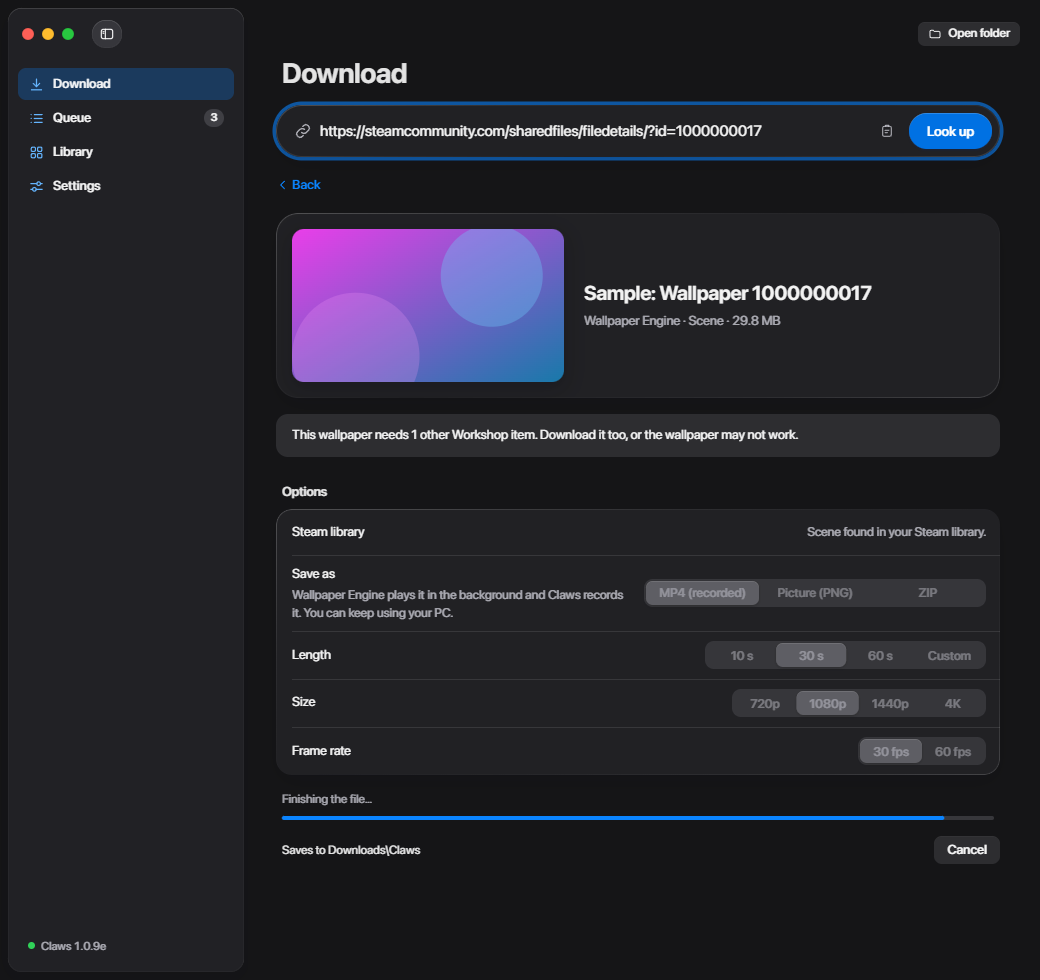 Open folder
Download
Queue
3
Library
Settings
Download
https://steamcommunity.com/sharedfiles/filedetails/?id=1000000017
Look up
Back
Sample: Wallpaper 1000000017
Wallpaper Engine · Scene · 29.8 MB
This wallpaper needs 1 other Workshop item. Download it too, or the wallpaper may not work.
Options
Steam library
Scene found in your Steam library.
Save as
Wallpaper Engine plays it in the background and Claws records
it. You can keep using your PC.
MP4 (recorded)
Picture (PNG)
ZIP
Length
10 s
30 s
60 s
Custom
Size
720p
1080p
1440p
4K
Frame rate
30 fps
60 fps
Finishing the file...
Saves to Downloads\Claws
Cancel
Claws 1.0.9e